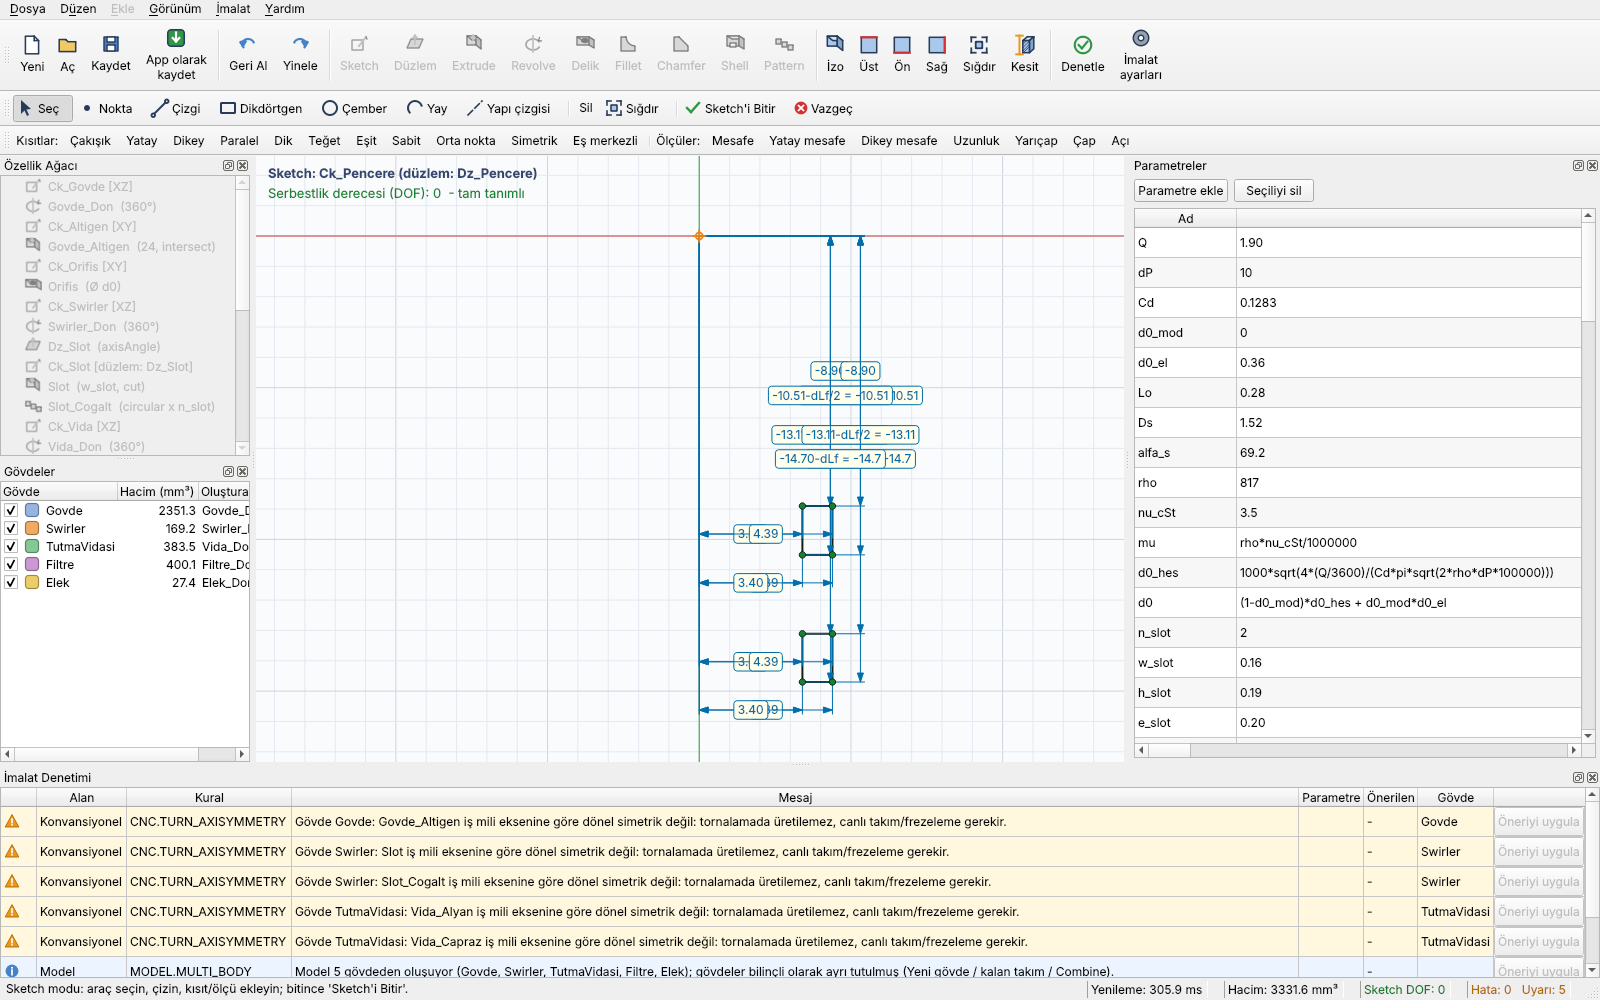 Dosya Düzen Ekle Görünüm İmalat Yardım
Yeni Aç Kaydet App olarak kaydet Geri Al Yinele Sketch Düzlem Extrude Revolve Delik Fillet Chamfer Shell Pattern İzo Üst Ön Sağ Sığdır Kesit Denetle İmalat ayarları
Seç Nokta Çizgi Dikdörtgen Çember Yay Yapı çizgisi Sil Sığdır Sketch'i Bitir Vazgeç
Kısıtlar: Çakışık Yatay Dikey Paralel Dik Teğet Eşit Sabit Orta nokta Simetrik Eş merkezli Ölçüler: Mesafe Yatay mesafe Dikey mesafe Uzunluk Yarıçap Çap Açı
Özellik Ağacı
Ck_Govde [XZ]
Govde_Don (360°)
Ck_Altigen [XY]
Govde_Altigen (24, intersect)
Ck_Orifis [XY]
Orifis (Ø d0)
Ck_Swirler [XZ]
Swirler_Don (360°)
Dz_Slot (axisAngle)
Ck_Slot [düzlem: Dz_Slot]
Slot (w_slot, cut)
Slot_Cogalt (circular x n_slot)
Ck_Vida [XZ]
Vida_Don (360°)
Gövdeler
Gövde Hacim (mm³) Oluştura
Govde 2351.3 Govde_D
Swirler 169.2 Swirler_
TutmaVidasi 383.5 Vida_Do
Filtre 400.1 Filtre_Do
Elek 27.4 Elek_Don
Sketch: Ck_Pencere (düzlem: Dz_Pencere)
Serbestlik derecesi (DOF): 0 - tam tanımlı
-8.90
-10.51-dLf/2 = -10.51
-13.11-dLf/2 = -13.11
-14.70-dLf = -14.7
4.39
3.40
4.39
3.40
Parametreler
Parametre ekle Seçiliyi sil
Ad
Q 1.90
dP 10
Cd 0.1283
d0_mod 0
d0_el 0.36
Lo 0.28
Ds 1.52
alfa_s 69.2
rho 817
nu_cSt 3.5
mu rho*nu_cSt/1000000
d0_hes 1000*sqrt(4*(Q/3600)/(Cd*pi*sqrt(2*rho*dP*100000)))
d0 (1-d0_mod)*d0_hes + d0_mod*d0_el
n_slot 2
w_slot 0.16
h_slot 0.19
e_slot 0.20
İmalat Denetimi
Alan Kural Mesaj Parametre Önerilen Gövde
Konvansiyonel CNC.TURN_AXISYMMETRY Gövde Govde: Govde_Altigen iş mili eksenine göre dönel simetrik değil: tornalamada üretilemez, canlı takım/frezeleme gerekir. - Govde Öneriyi uygula
Konvansiyonel CNC.TURN_AXISYMMETRY Gövde Swirler: Slot iş mili eksenine göre dönel simetrik değil: tornalamada üretilemez, canlı takım/frezeleme gerekir. - Swirler Öneriyi uygula
Konvansiyonel CNC.TURN_AXISYMMETRY Gövde Swirler: Slot_Cogalt iş mili eksenine göre dönel simetrik değil: tornalamada üretilemez, canlı takım/frezeleme gerekir. - Swirler Öneriyi uygula
Konvansiyonel CNC.TURN_AXISYMMETRY Gövde TutmaVidasi: Vida_Alyan iş mili eksenine göre dönel simetrik değil: tornalamada üretilemez, canlı takım/frezeleme gerekir. - TutmaVidasi Öneriyi uygula
Konvansiyonel CNC.TURN_AXISYMMETRY Gövde TutmaVidasi: Vida_Capraz iş mili eksenine göre dönel simetrik değil: tornalamada üretilemez, canlı takım/frezeleme gerekir. - TutmaVidasi Öneriyi uygula
Model MODEL.MULTI_BODY Model 5 gövdeden oluşuyor (Govde, Swirler, TutmaVidasi, Filtre, Elek); gövdeler bilinçli olarak ayrı tutulmuş (Yeni gövde / kalan takım / Combine). - Öneriyi uygula
Sketch modu: araç seçin, çizin, kısıt/ölçü ekleyin; bitince 'Sketch'i Bitir'. Yenileme: 305.9 ms Hacim: 3331.6 mm³ Sketch DOF: 0 Hata: 0 Uyarı: 5